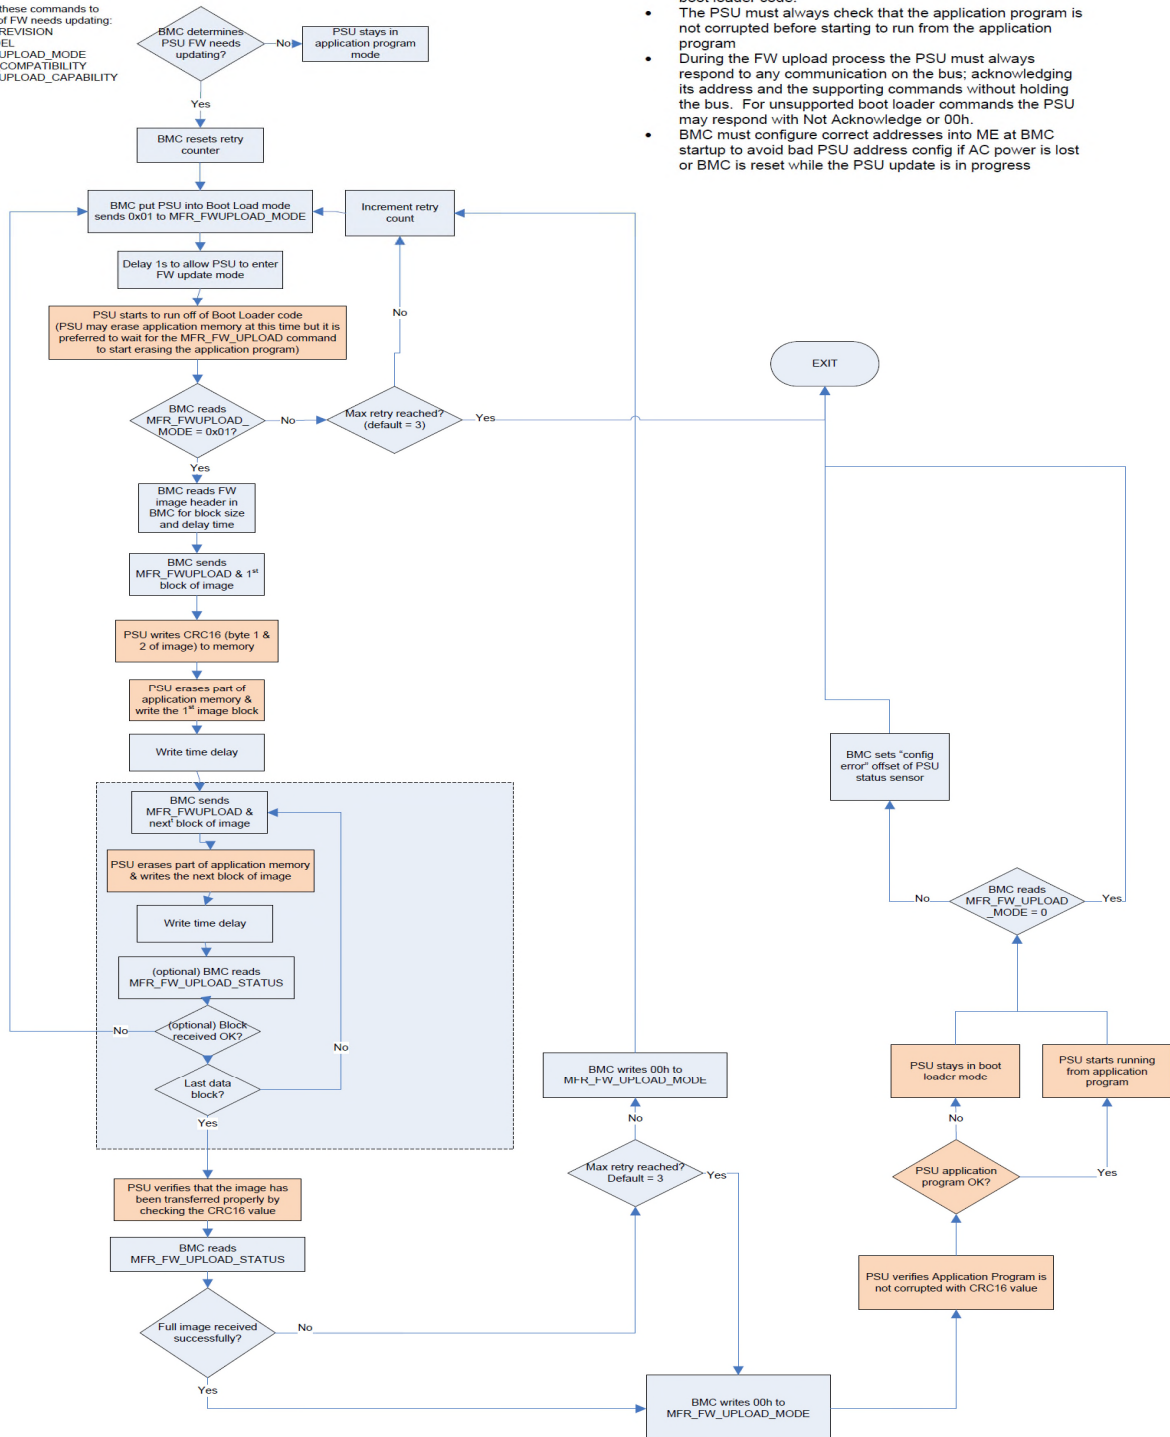 these commands to
of FW needs updating:
REVISION
EL
UPLOAD_MODE
COMPATIBILITY
UPLOAD_CAPABILITY
BMC determines
PSU FW needs
updating?
No
PSU stays in
application program
mode
boot loader code.
• The PSU must always check that the application program is
not corrupted before starting to run from the application
program
• During the FW upload process the PSU must always
respond to any communication on the bus; acknowledging
its address and the supporting commands without holding
the bus. For unsupported boot loader commands the PSU
may respond with Not Acknowledge or 00h.
• BMC must configure correct addresses into ME at BMC
startup to avoid bad PSU address config if AC power is lost
or BMC is reset while the PSU update is in progress
Yes
BMC resets retry
counter
BMC put PSU into Boot Load mode
sends 0x01 to MFR_FWUPLOAD_MODE
Increment retry
count
Delay 1s to allow PSU to enter
FW update mode
PSU starts to run off of Boot Loader code
(PSU may erase application memory at this time but it is
preferred to wait for the MFR_FW_UPLOAD command
to start erasing the application program)
No
EXIT
BMC reads
MFR_FWUPLOAD_
MODE = 0x01?
No
Max retry reached?
(default = 3)
Yes
Yes
BMC reads FW
image header in
BMC for block size
and delay time
BMC sends
MFR_FWUPLOAD & 1st
block of image
PSU writes CRC16 (byte 1 &
2 of image) to memory
PSU erases part of
application memory &
write the 1st image block
Write time delay
BMC sets "config
error" offset of PSU
status sensor
BMC sends
MFR_FWUPLOAD &
next block of image
PSU erases part of application memory
& writes the next block of image
No
BMC reads
MFR_FW_UPLOAD
_MODE = 0
Yes
Write time delay
(optional) BMC reads
MFR_FW_UPLOAD_STATUS
No
(optional) Block
received OK?
No
Last data
block?
Yes
BMC writes 00h to
MFR_FW_UPLOAD_MODE
PSU stays in boot
loader mode
PSU starts running
from application
program
No
No
Max retry reached?
Default = 3
Yes
PSU application
program OK?
Yes
PSU verifies that the image has
been transferred properly by
checking the CRC16 value
BMC reads
MFR_FW_UPLOAD_STATUS
PSU verifies Application Program is
not corrupted with CRC16 value
Full image received
successfully?
No
Yes
BMC writes 00h to
MFR_FW_UPLOAD_MODE